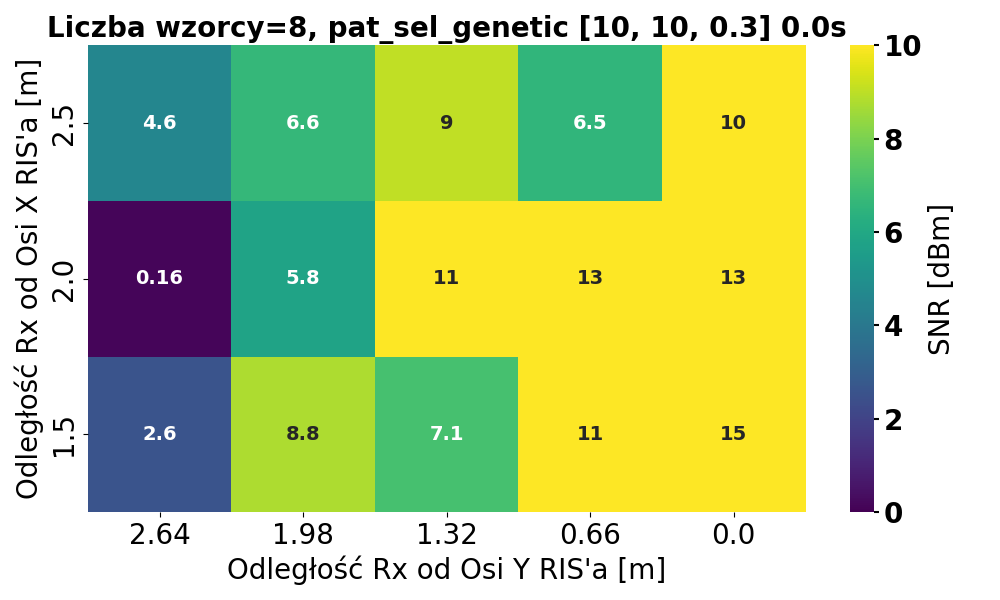 Liczba wzorcy=8, pat_sel_genetic [10, 10, 0.3] 0.0s
Odległość Rx od Osi X RIS'a [m]
2.5
4.6 6.6 9 6.5 10
2.0
0.16 5.8 11 13 13
1.5
2.6 8.8 7.1 11 15
2.64 1.98 1.32 0.66 0.0
Odległość Rx od Osi Y RIS'a [m]
10
8
6
4
2
0
SNR [dBm]